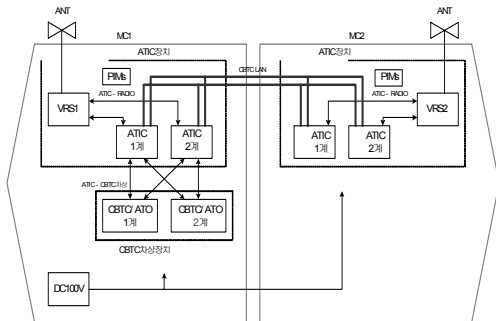 ANT
ANT
MC1
MC2
ATIC장치
ATIC장치
CBTC LAN
PIMs
PIMs
ATIC - RADIO
ATIC - RADIO
VRS1
VRS2
ATIC
1계
ATIC
2계
ATIC
1계
ATIC
2계
ATIC - CBTC차상
CBTC/ ATO
1계
CBTC/ ATO
2계
CBTC차상장치
DC100V